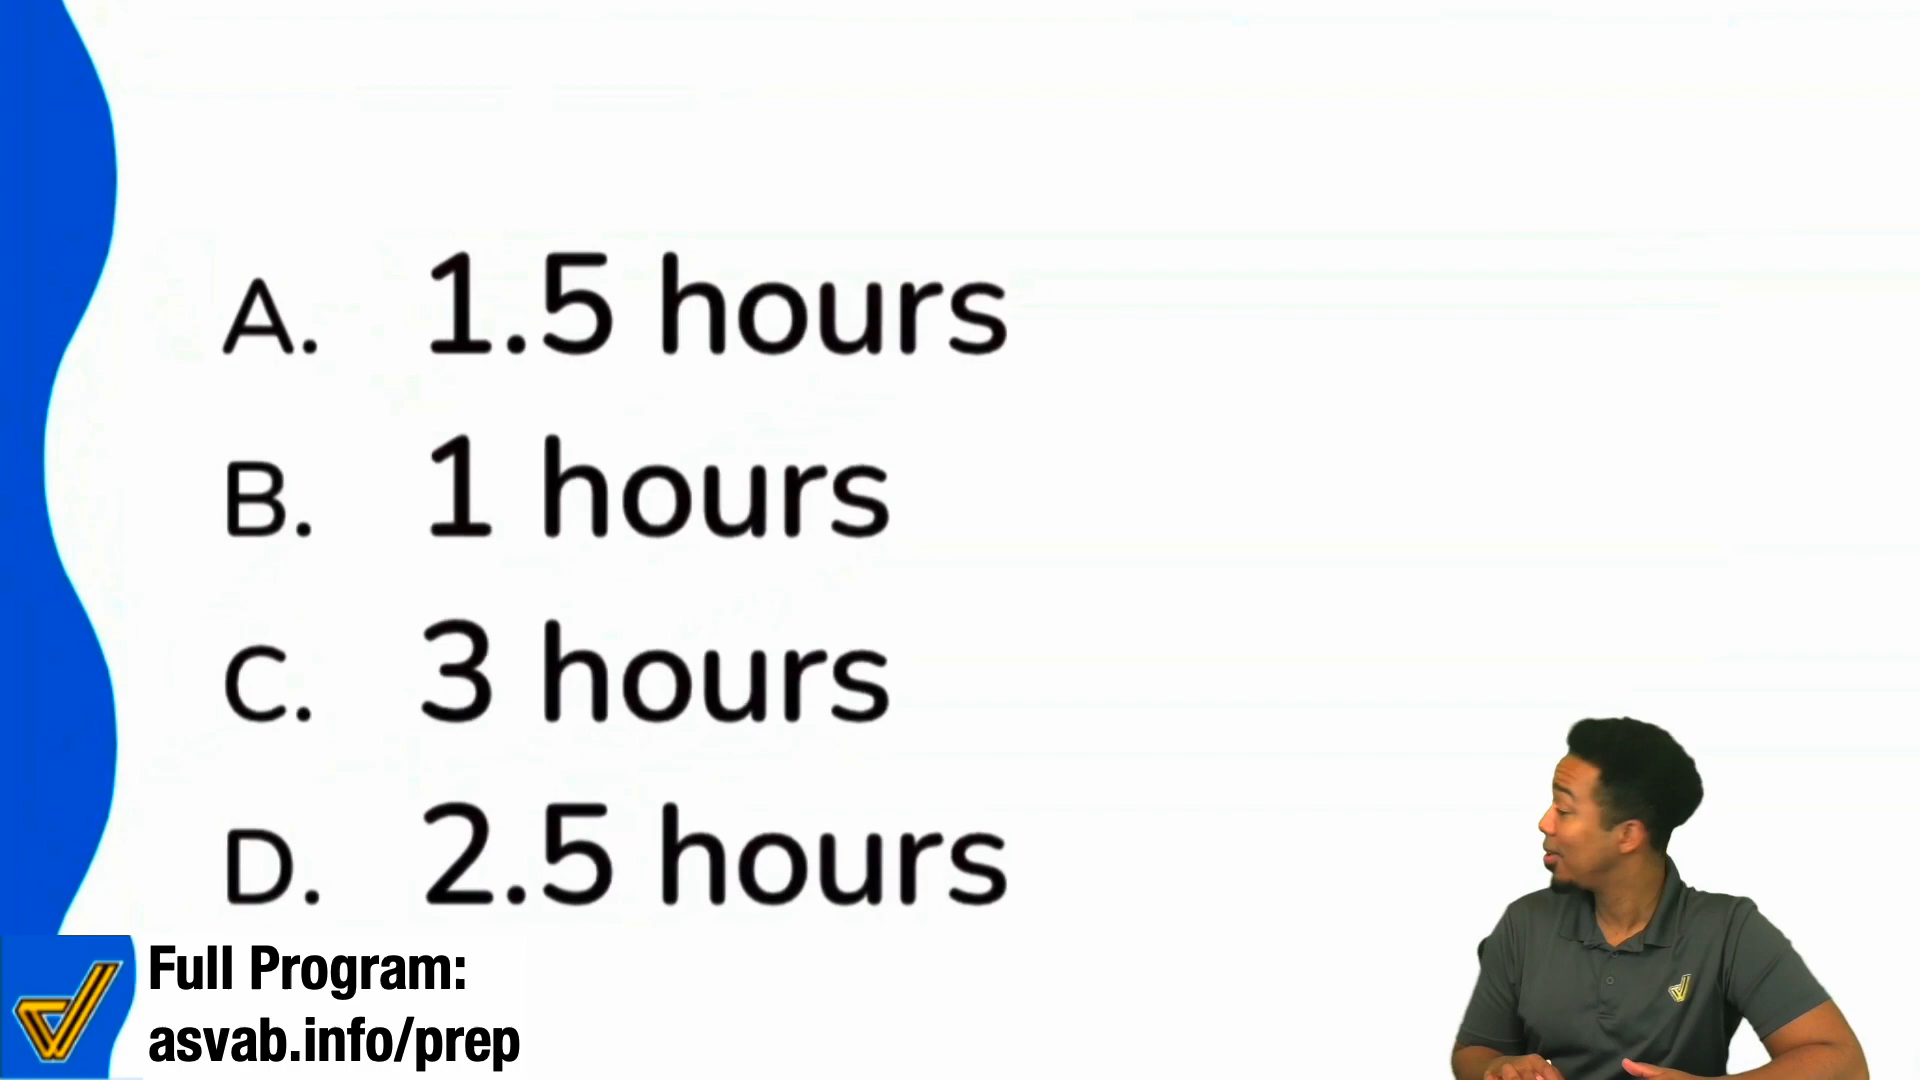 A. 1.5 hours
B. 1 hours
C. 3 hours
D. 2.5 hours
Full Program:
asvab.info/prep